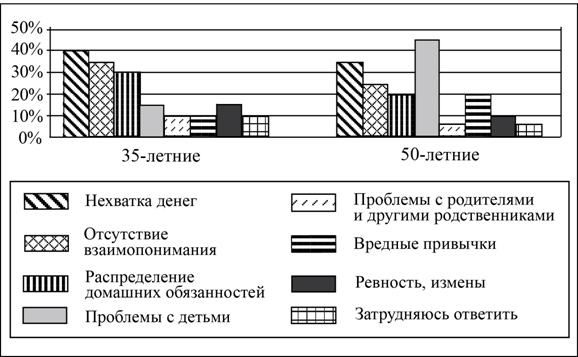 50%
40%
30%
20%
10%
0%
35-летние
50-летние
Нехватка денег
Отсутствие
взаимопонимания
Распределение
домашних обязанностей
Проблемы с детьми
Проблемы с родителями
и другими родственниками
Вредные привычки
Ревность, измены
Затрудняюсь ответить